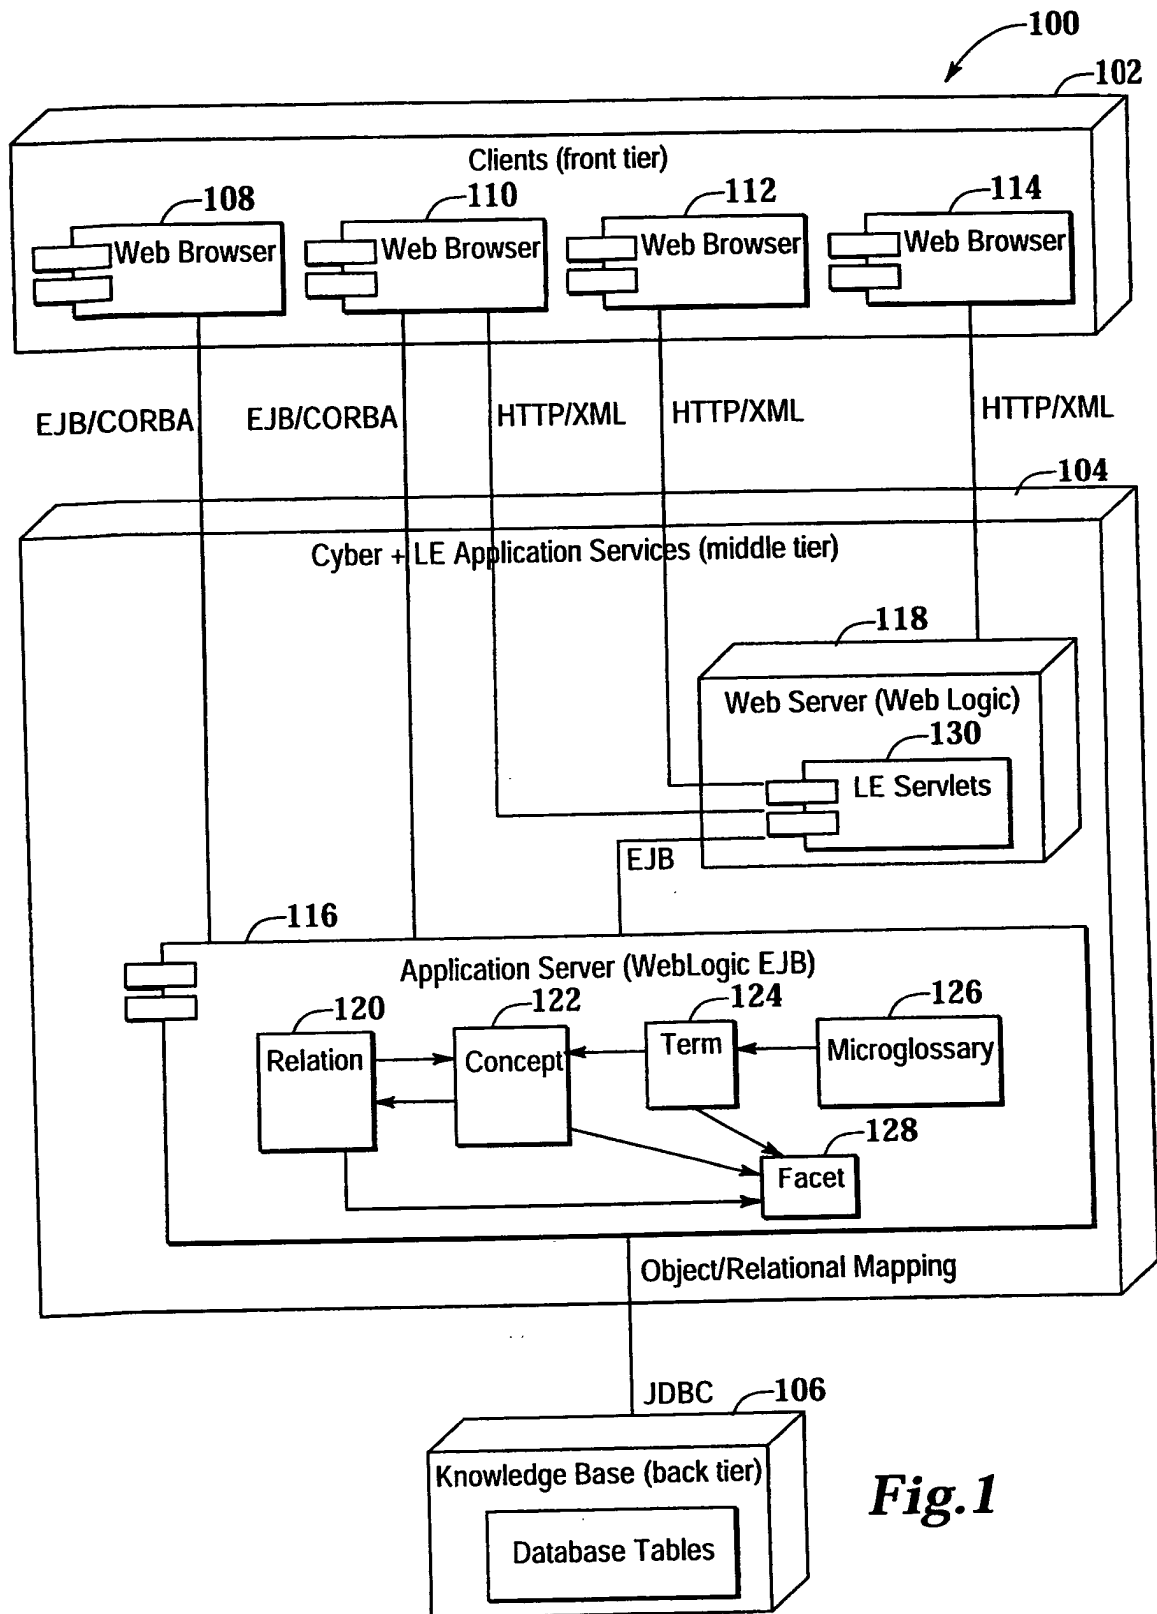 100
102
Clients (front tier)
108
110
112
114
Web Browser
Web Browser
Web Browser
Web Browser
EJB/CORBA
EJB/CORBA
HTTP/XML
HTTP/XML
HTTP/XML
104
Cyber + LE Application Services (middle tier)
118
Web Server (Web Logic)
130
LE Servlets
EJB
116
Application Server (WebLogic EJB)
120
122
124
126
Relation
Concept
Term
Microglossary
128
Facet
Object/Relational Mapping
JDBC
106
Knowledge Base (back tier)
Database Tables
Fig.1